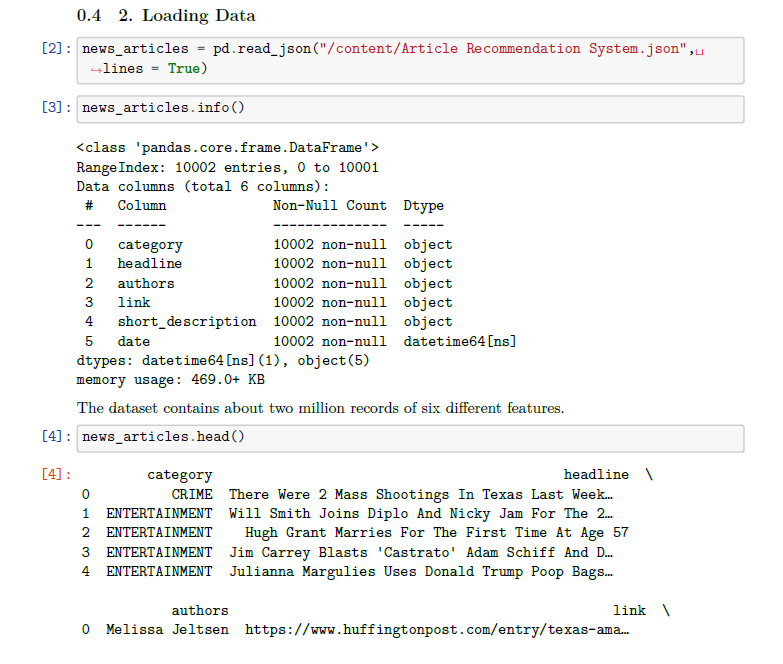 0.4 2. Loading Data
[2]: news_articles = pd.read_json("/content/Article Recommendation System.json",␣
↪lines = True)
[3]: news_articles.info()
<class 'pandas.core.frame.DataFrame'>
RangeIndex: 10002 entries, 0 to 10001
Data columns (total 6 columns):
# Column Non-Null Count Dtype
--- ------ -------------- -----
0 category 10002 non-null object
1 headline 10002 non-null object
2 authors 10002 non-null object
3 link 10002 non-null object
4 short_description 10002 non-null object
5 date 10002 non-null datetime64[ns]
dtypes: datetime64[ns](1), object(5)
memory usage: 469.0+ KB
The dataset contains about two million records of six different features.
[4]: news_articles.head()
[4]: category headline \
0 CRIME There Were 2 Mass Shootings In Texas Last Week…
1 ENTERTAINMENT Will Smith Joins Diplo And Nicky Jam For The 2…
2 ENTERTAINMENT Hugh Grant Marries For The First Time At Age 57
3 ENTERTAINMENT Jim Carrey Blasts 'Castrato' Adam Schiff And D…
4 ENTERTAINMENT Julianna Margulies Uses Donald Trump Poop Bags…
authors link \
0 Melissa Jeltsen https://www.huffingtonpost.com/entry/texas-ama…